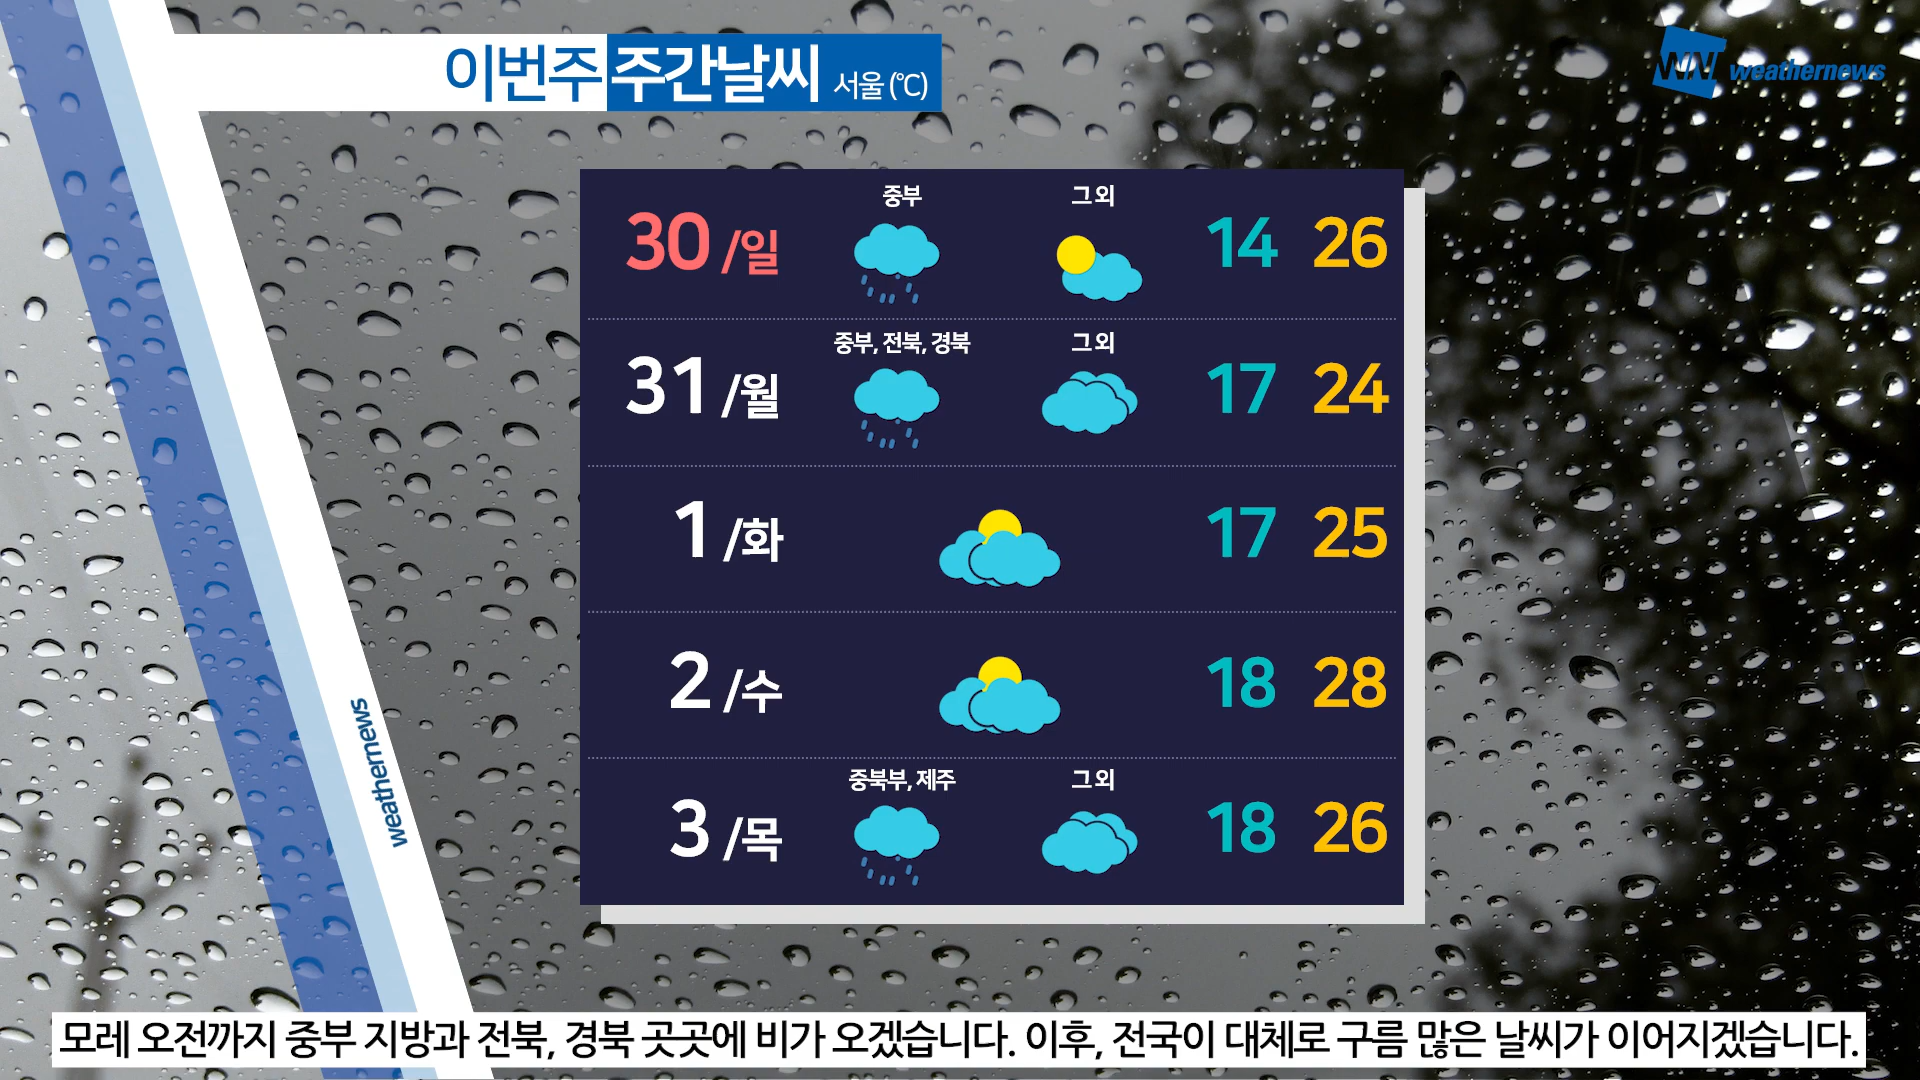 이번주 주간날씨 서울 (℃)
WN weathernews
중부 그 외
30 /일 14 26
중부, 전북, 경북 그 외
31 /월 17 24
1 /화 17 25
2 /수 18 28
중북부, 제주 그 외
3 /목 18 26
weathernews
모레 오전까지 중부 지방과 전북, 경북 곳곳에 비가 오겠습니다. 이후, 전국이 대체로 구름 많은 날씨가 이어지겠습니다.